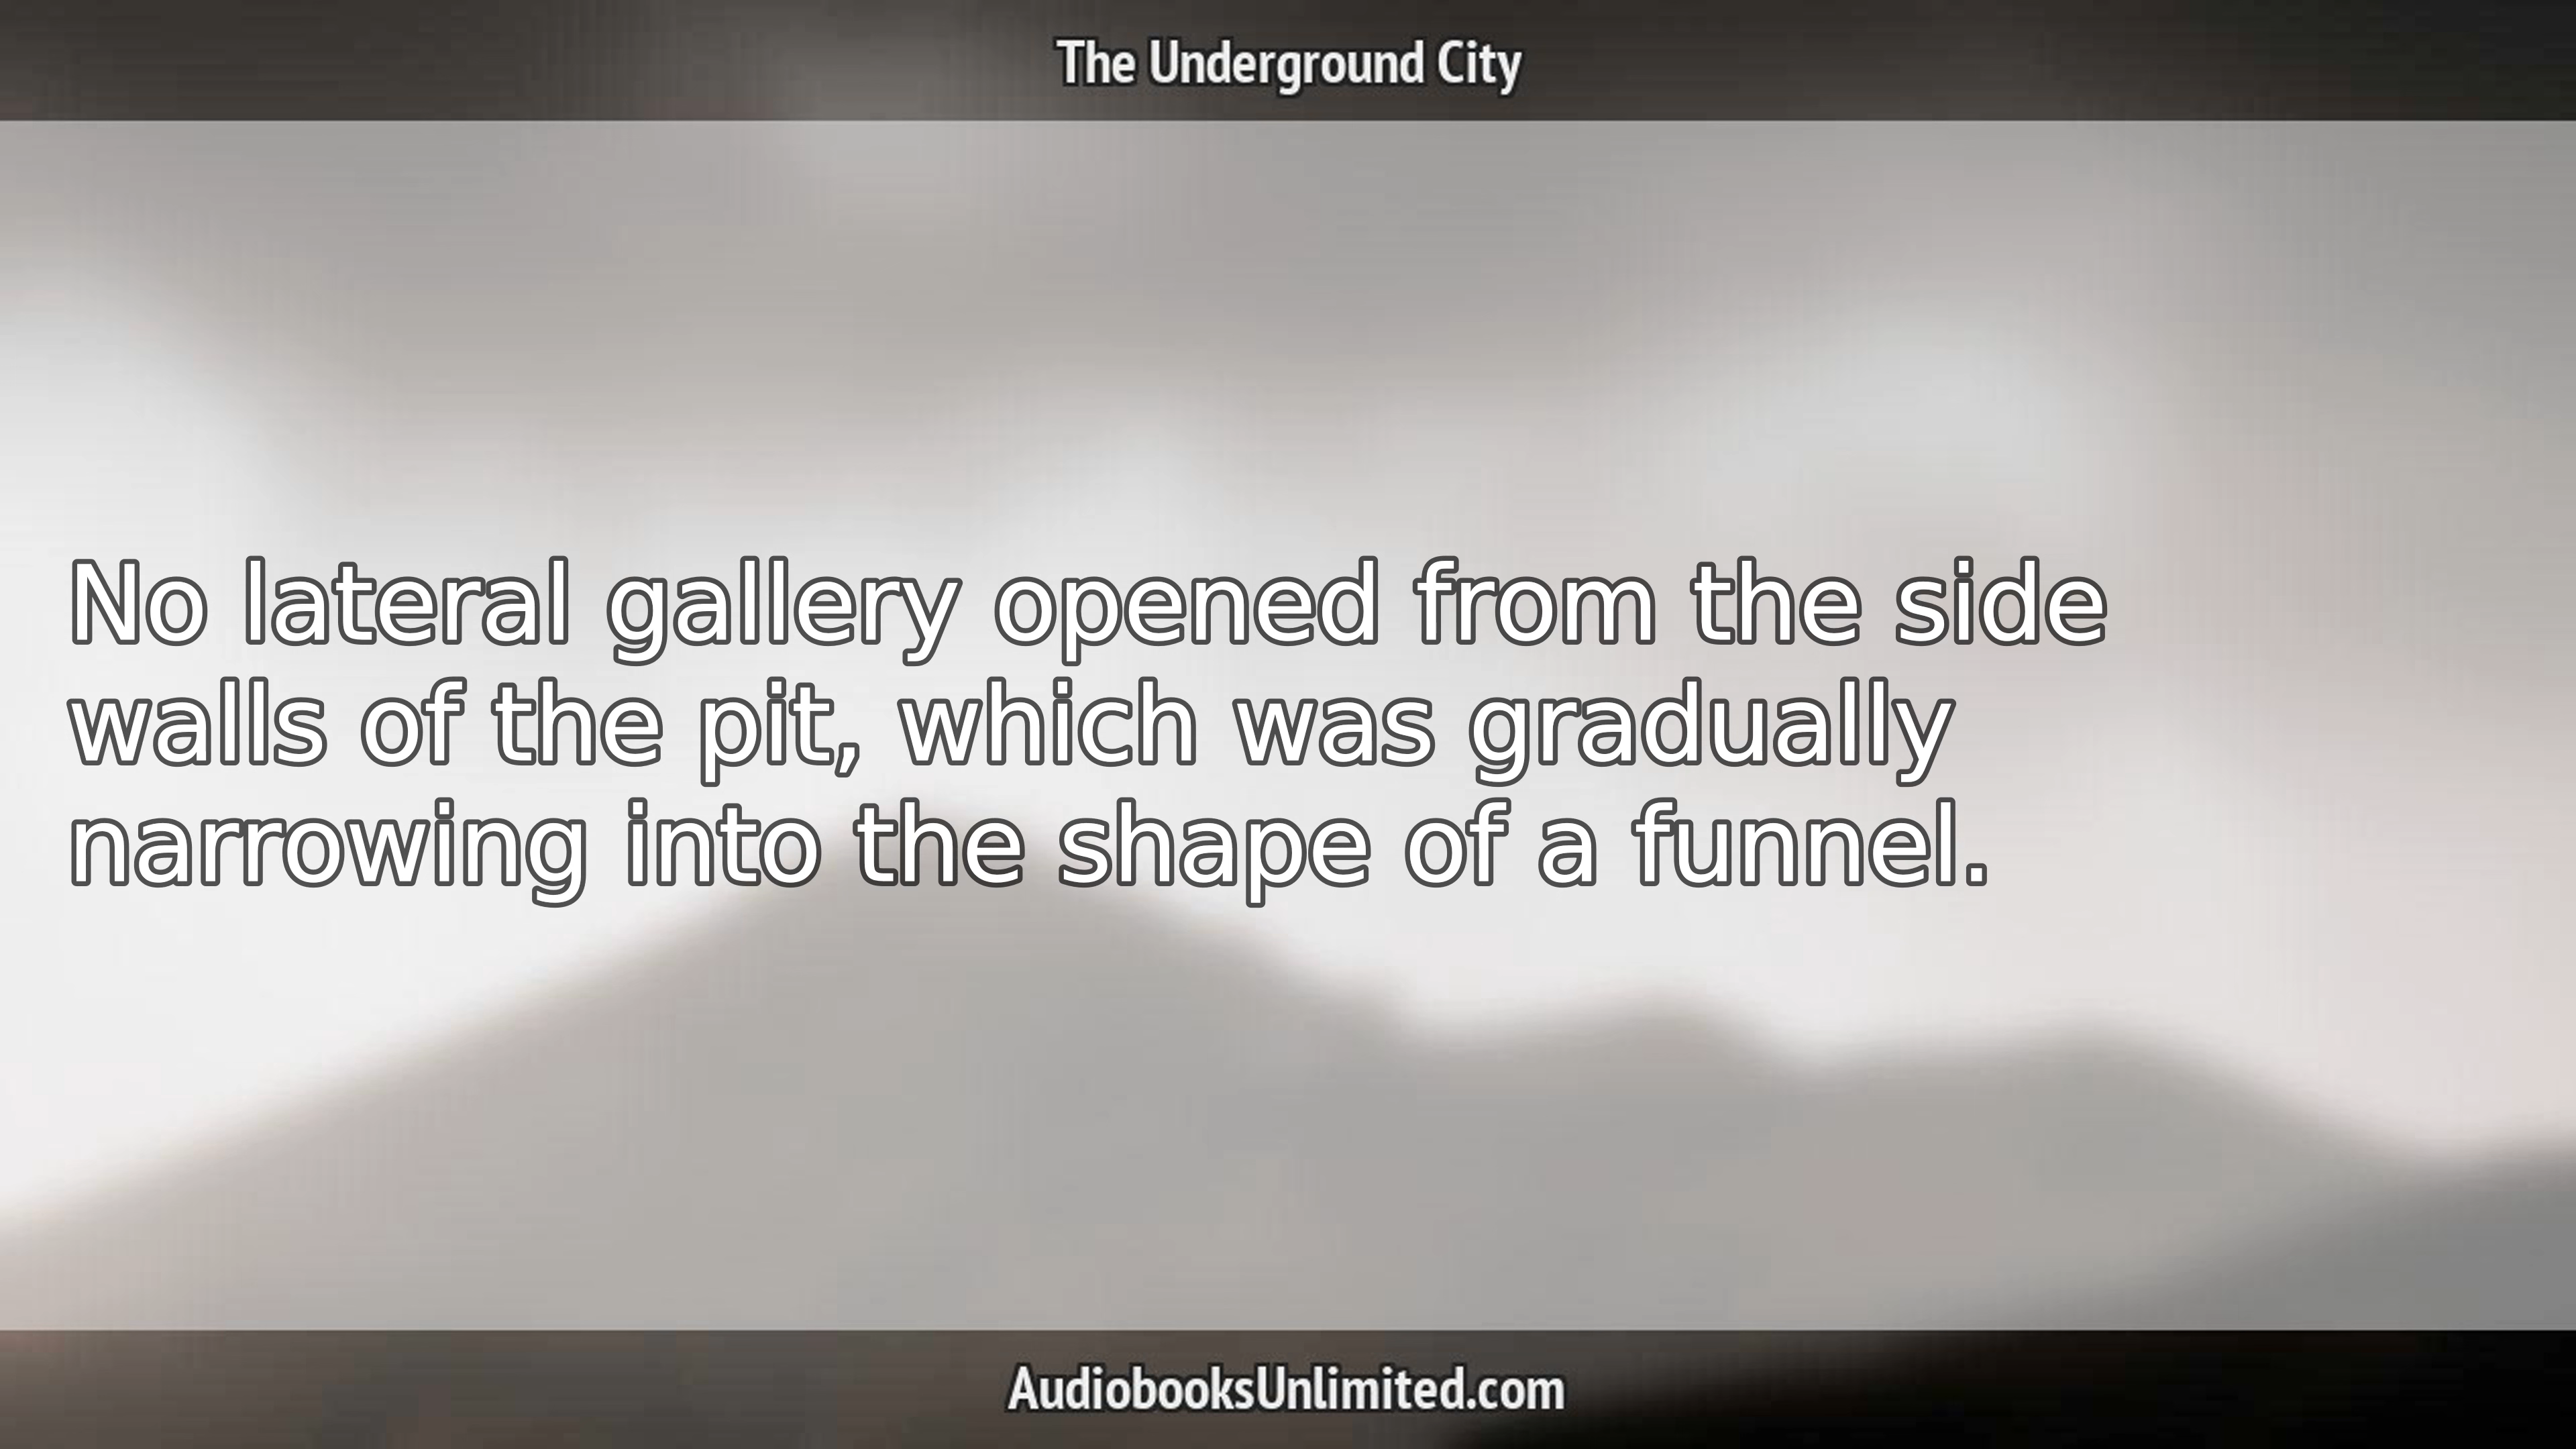 The Underground City
No lateral gallery opened from the side
walls of the pit, which was gradually
narrowing into the shape of a funnel.
AudiobooksUnlimited.com